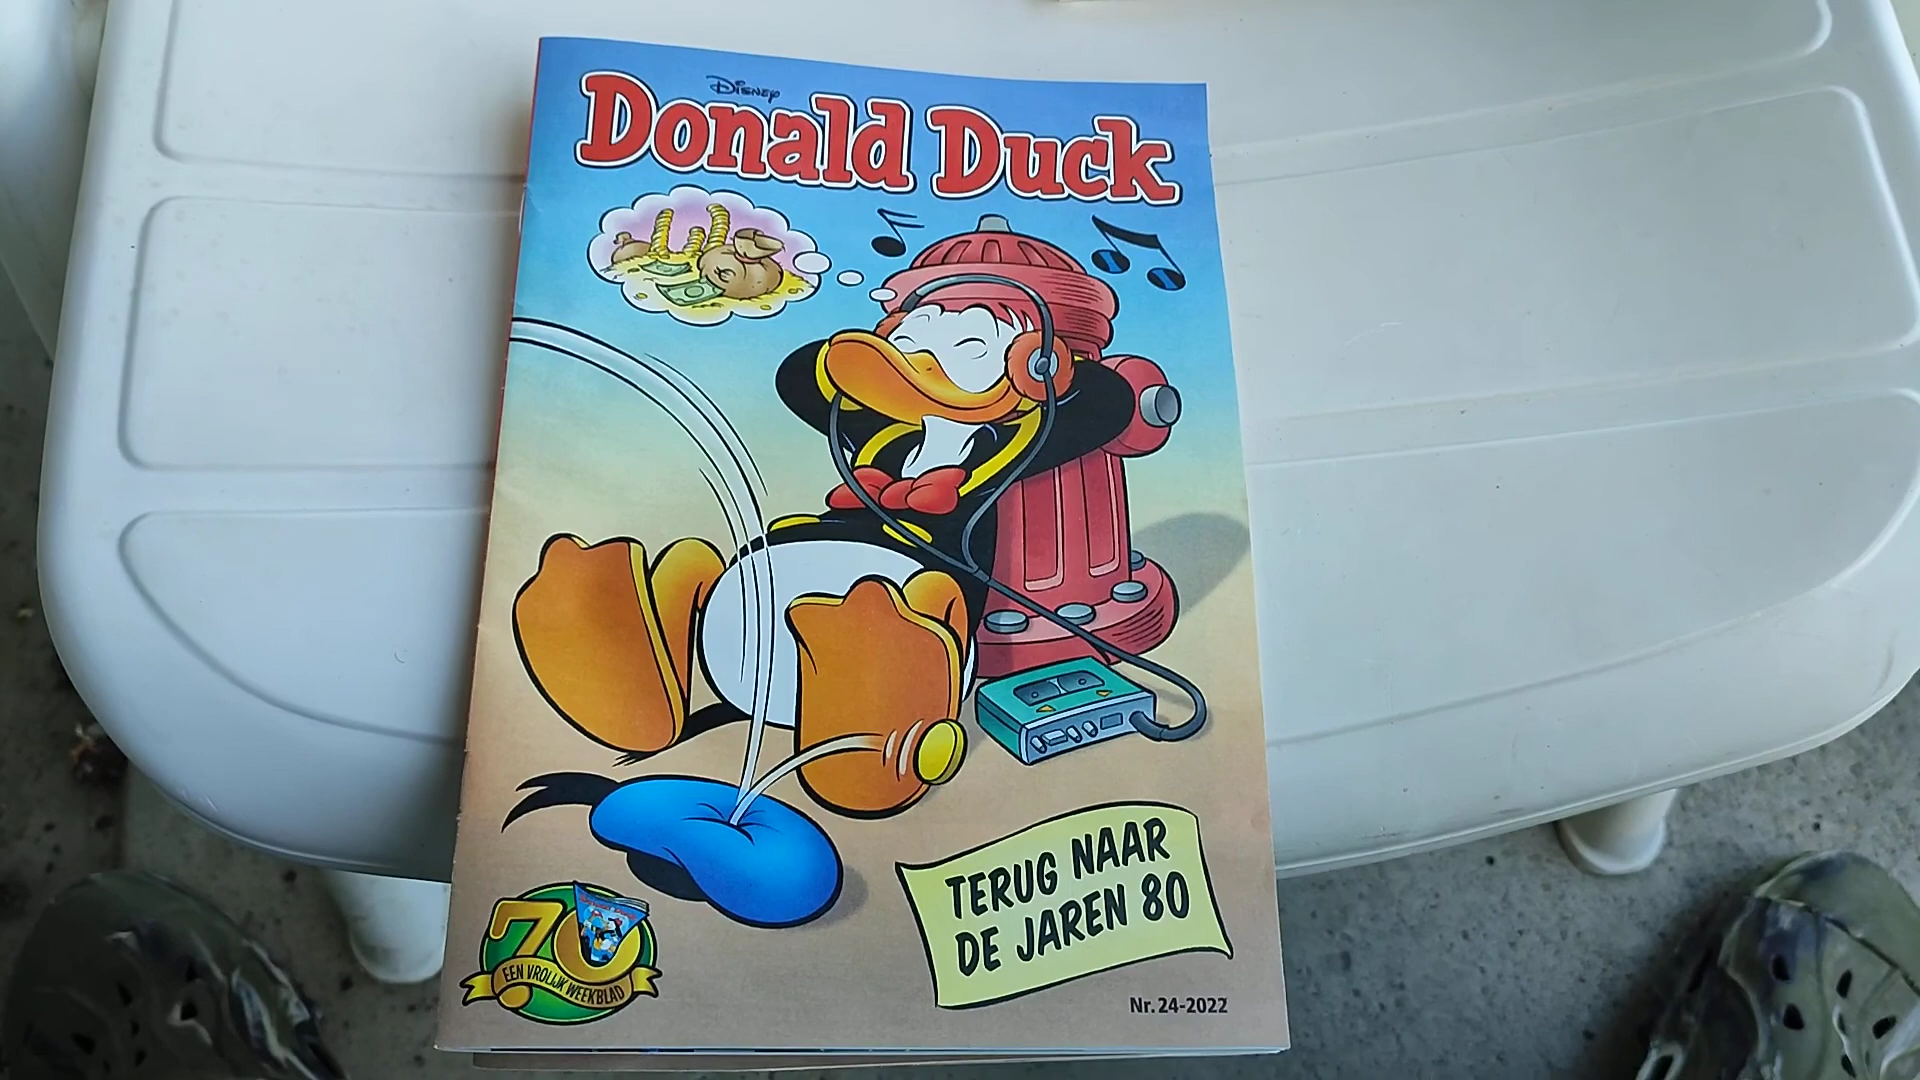 Disney
Donald Duck
TERUG NAAR
DE JAREN 80
70
EEN VROLIJK WEEKBLAD
Nr. 24-2022